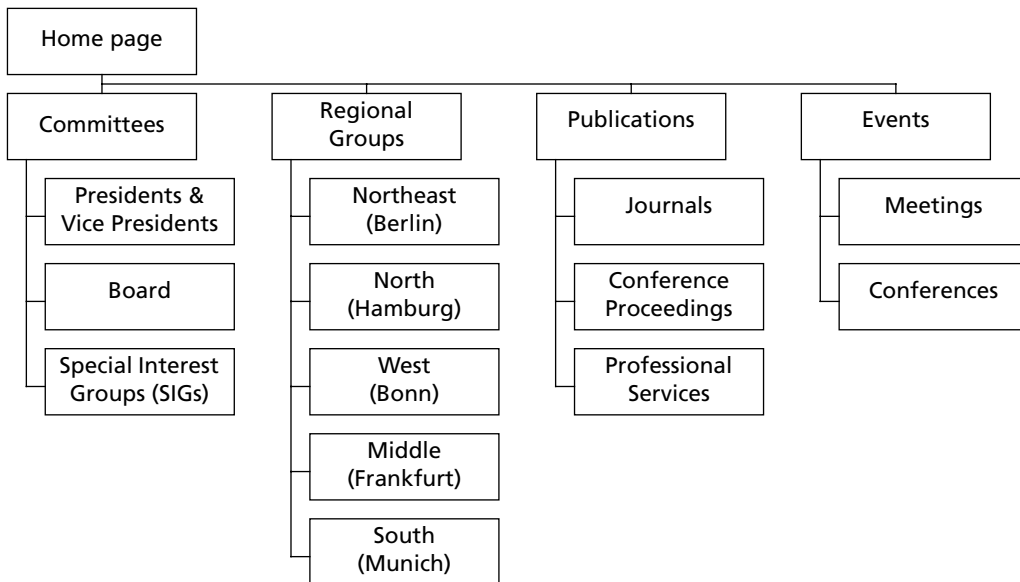 Home page
Committees
Presidents &
Vice Presidents
Board
Special Interest
Groups (SIGs)
Regional
Groups
Northeast
(Berlin)
North
(Hamburg)
West
(Bonn)
Middle
(Frankfurt)
South
(Munich)
Publications
Journals
Conference
Proceedings
Professional
Services
Events
Meetings
Conferences